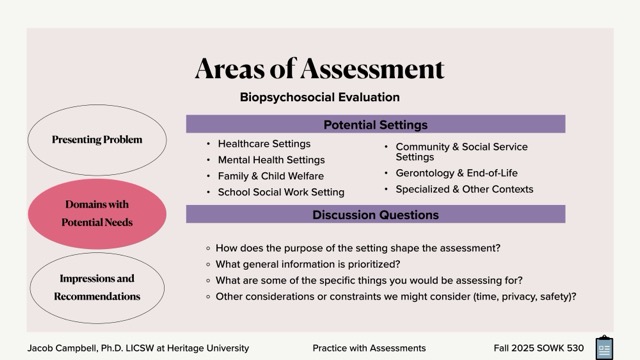 Areas of Assessment
Biopsychosocial Evaluation
Presenting Problem
Domains with
Potential Needs
Impressions and
Recommendations
Potential Settings
• Healthcare Settings
• Mental Health Settings
• Family & Child Welfare
• School Social Work Setting
• Community & Social Service
Settings
• Gerontology & End-of-Life
• Specialized & Other Contexts
Discussion Questions
◦ How does the purpose of the setting shape the assessment?
◦ What general information is prioritized?
◦ What are some of the specific things you would be assessing for?
◦ Other considerations or constraints we might consider (time, privacy, safety)?
Jacob Campbell, Ph.D. LICSW at Heritage University
Practice with Assessments
Fall 2025 SOWK 530